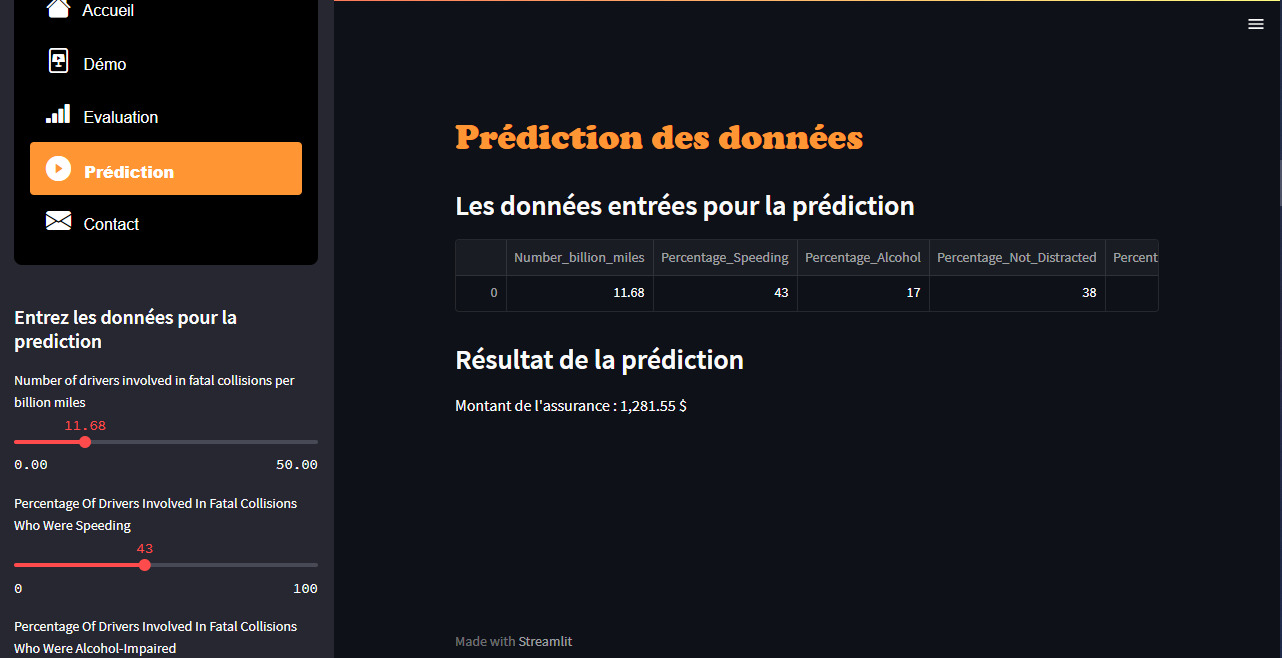 Accueil
Démo
Evaluation
Prédiction
Contact
Entrez les données pour la
prediction
Number of drivers involved in fatal collisions per
billion miles
11.68
0.00 50.00
Percentage Of Drivers Involved In Fatal Collisions
Who Were Speeding
43
0 100
Percentage Of Drivers Involved In Fatal Collisions
Who Were Alcohol-Impaired
Prédiction des données
Les données entrées pour la prédiction
Number_billion_miles Percentage_Speeding Percentage_Alcohol Percentage_Not_Distracted Percent
0 11.68 43 17 38
Résultat de la prédiction
Montant de l'assurance : 1,281.55 $
Made with Streamlit